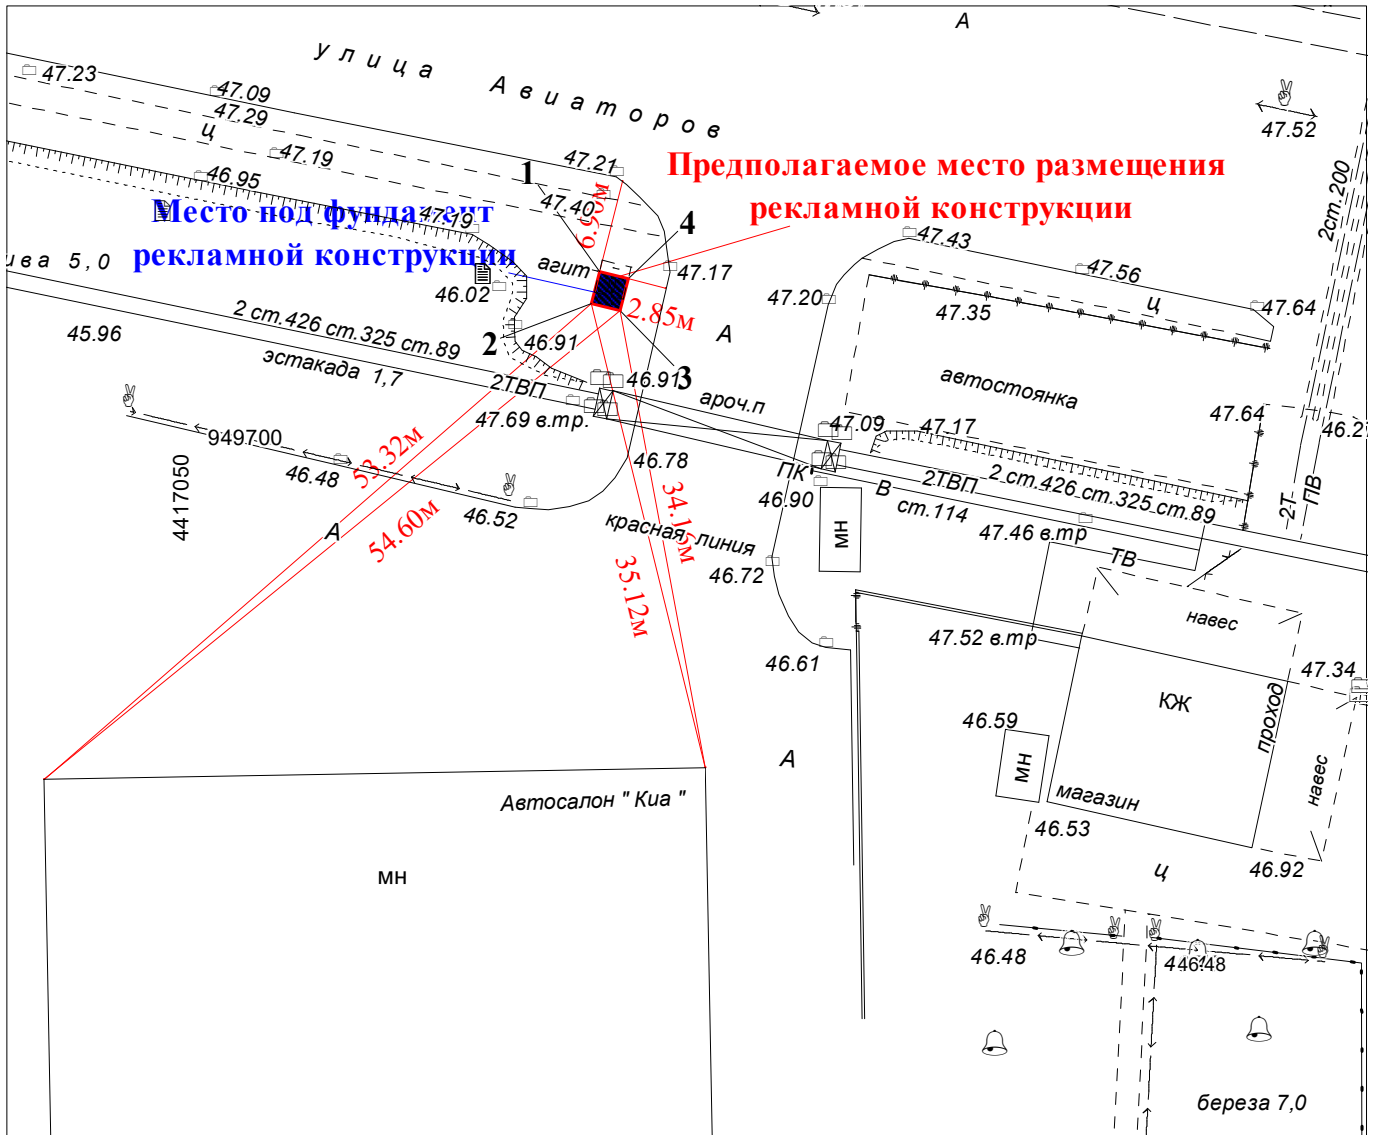 А
улица Авиаторов
47.23
47.09
47.29
ц
47.52
47.19
47.21
1
Предполагаемое место размещения
рекламной конструкции
46.95
47.40
6.96м
4
2ст.200
Место под фундамент
рекламной конструкции
47.19
47.43
ива 5,0
агит
47.17
47.56
46.02
47.20
ц
47.64
2.85м
47.35
45.96
2 ст.426 ст.325 ст.89
2
46.91
А
эстакада 1,7
3
2ТВП
46.91
ароч.п
автостоянка
47.69 в.тр.
47.09
47.17
47.64
46.2
949700
53.32м
46.78
4417050
46.48
ПК
2ТВП
2 ст.426 ст.325 ст.89
46.90
В
ст.114
2Т
ПВ
46.52
34.16м
А
54.60м
красная линия
мн
47.46 в.тр
ТВ
46.72
35.12м
навес
47.52 в.тр
46.61
47.34
КЖ
проход
46.59
А
мн
навес
Автосалон " Киа "
магазин
46.53
мн
46.92
ц
46.48
46.48
береза 7,0